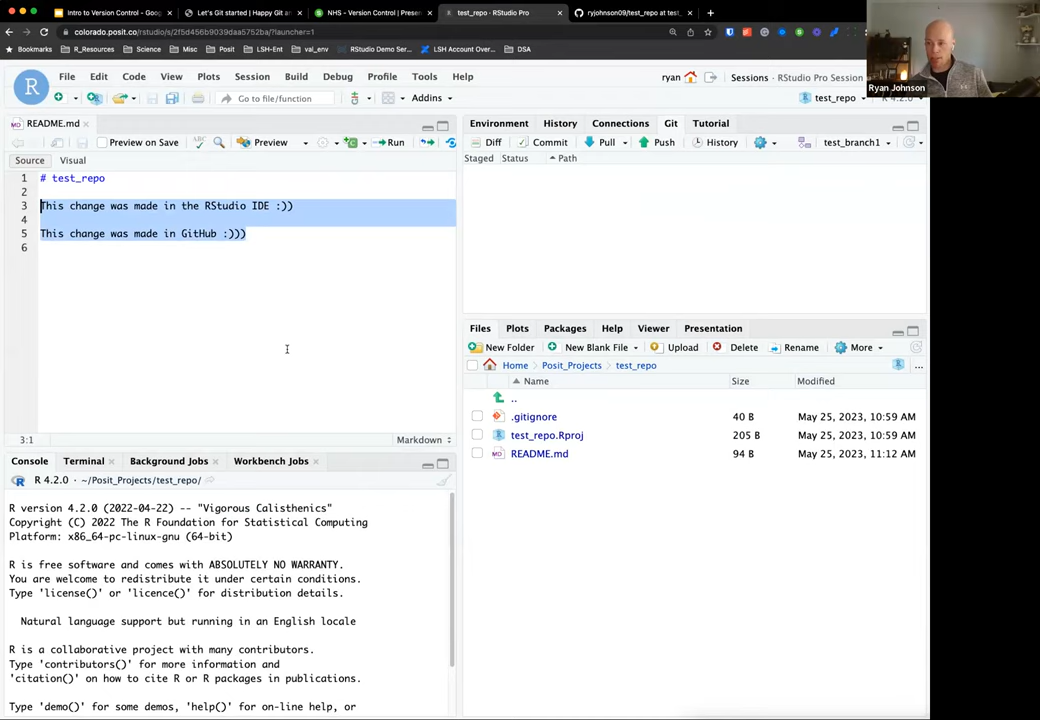 Intro to Version Control - Goog
Let's Git started | Happy Git an
NHS - Version Control | Presen
test_repo - RStudio Pro
ryjohnson09/test_repo at test_
colorado.posit.co/rstudio/s/2f5d456b9039daa5752ba/?launcher=1
Bookmarks
R_Resources
Science
Misc
Posit
LSH-Ent
val_env
RStudio Demo Ser...
LSH Account Over...
DSA
Ryan Johnson
File Edit Code View Plots Session Build Debug Profile Tools Help
ryan
Sessions
RStudio Pro Session
Go to file/function
Addins
test_repo
R 4.2.0
README.md
Preview on Save
ABC
Preview
Run
Source Visual
1 # test_repo
2
3 This change was made in the RStudio IDE :))
4
5 This change was made in GitHub :)))
6
3:1
Markdown
Environment History Connections Git Tutorial
Diff Commit Pull Push History
test_branch1
Staged Status Path
Files Plots Packages Help Viewer Presentation
New Folder New Blank File Upload Delete Rename More
Home Posit_Projects test_repo
...
Name Size Modified
..
.gitignore 40 B May 25, 2023, 10:59 AM
test_repo.Rproj 205 B May 25, 2023, 10:59 AM
README.md 94 B May 25, 2023, 11:12 AM
Console Terminal Background Jobs Workbench Jobs
R 4.2.0 · ~/Posit_Projects/test_repo/
R version 4.2.0 (2022-04-22) -- "Vigorous Calisthenics"
Copyright (C) 2022 The R Foundation for Statistical Computing
Platform: x86_64-pc-linux-gnu (64-bit)
R is free software and comes with ABSOLUTELY NO WARRANTY.
You are welcome to redistribute it under certain conditions.
Type 'license()' or 'licence()' for distribution details.
Natural language support but running in an English locale
R is a collaborative project with many contributors.
Type 'contributors()' for more information and
'citation()' on how to cite R or R packages in publications.
Type 'demo()' for some demos, 'help()' for on-line help, or